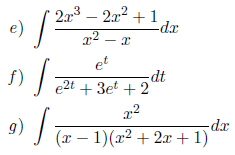 e) ∫ (2x³ − 2x² + 1)/(x² − x) dx
f) ∫ eᵗ/(e²ᵗ + 3eᵗ + 2) dt
g) ∫ x²/((x − 1)(x² + 2x + 1)) dx